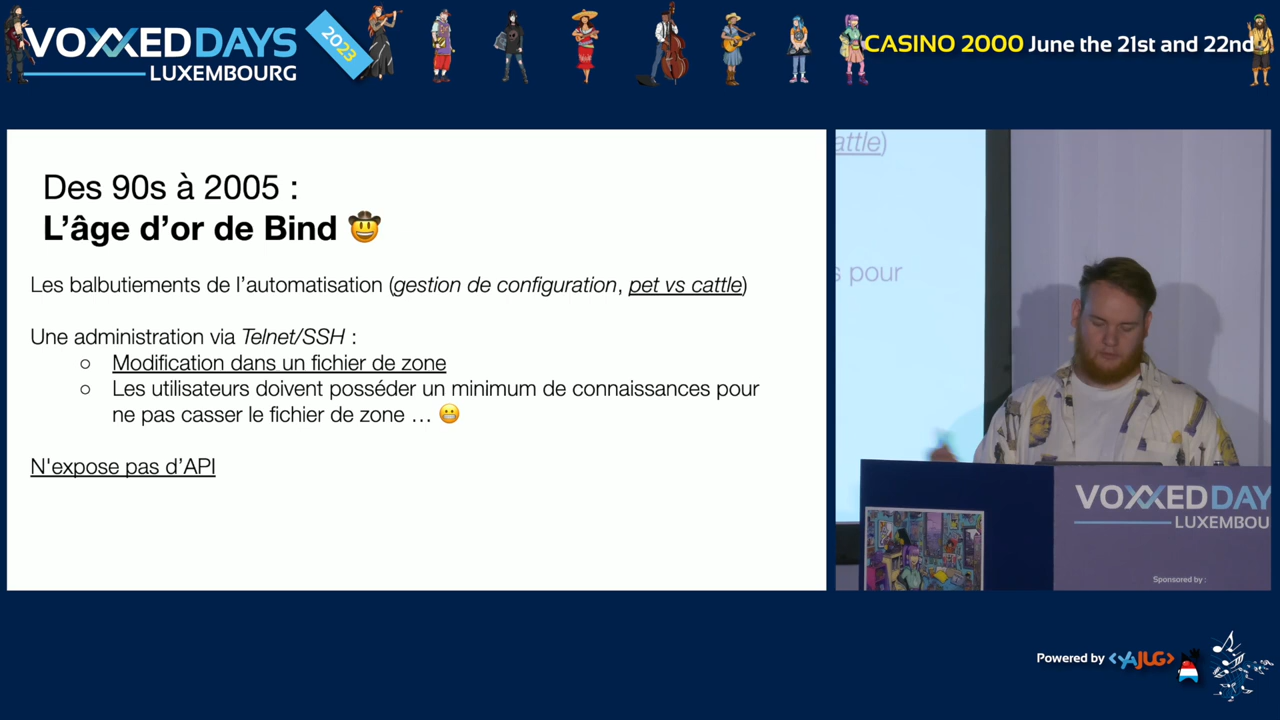 VOXXED DAYS
LUXEMBOURG
2023
CASINO 2000 June the 21st and 22nd
Des 90s à 2005 :
L’âge d’or de Bind 🤠
Les balbutiements de l’automatisation (gestion de configuration, pet vs cattle)
Une administration via Telnet/SSH :
○ Modification dans un fichier de zone
○ Les utilisateurs doivent posséder un minimum de connaissances pour
ne pas casser le fichier de zone … 😬
N'expose pas d’API
attle)
s pour
VOXXED DAY
LUXEMBOU
Sponsored by :
Powered by <YAJUG>